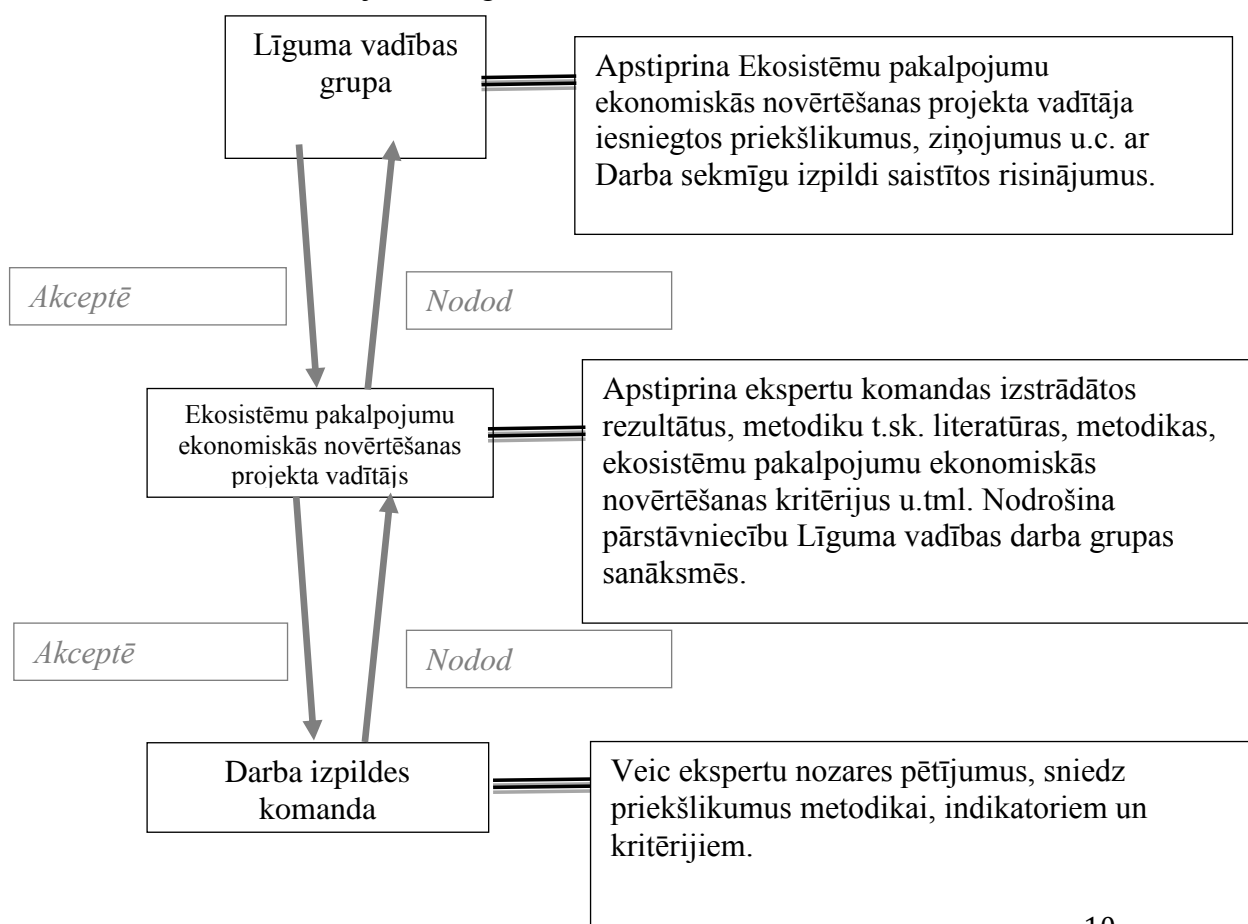 Līguma vadības
grupa
Apstiprina Ekosistēmu pakalpojumu
ekonomiskās novērtēšanas projekta vadītāja
iesniegtos priekšlikumus, ziņojumus u.c. ar
Darba sekmīgu izpildi saistītos risinājumus.
Akceptē
Nodod
Ekosistēmu pakalpojumu
ekonomiskās novērtēšanas
projekta vadītājs
Apstiprina ekspertu komandas izstrādātos
rezultātus, metodiku t.sk. literatūras, metodikas,
ekosistēmu pakalpojumu ekonomiskās
novērtēšanas kritērijus u.tml. Nodrošina
pārstāvniecību Līguma vadības darba grupas
sanāksmēs.
Akceptē
Nodod
Darba izpildes
komanda
Veic ekspertu nozares pētījumus, sniedz
priekšlikumus metodikai, indikatoriem un
kritērijiem.